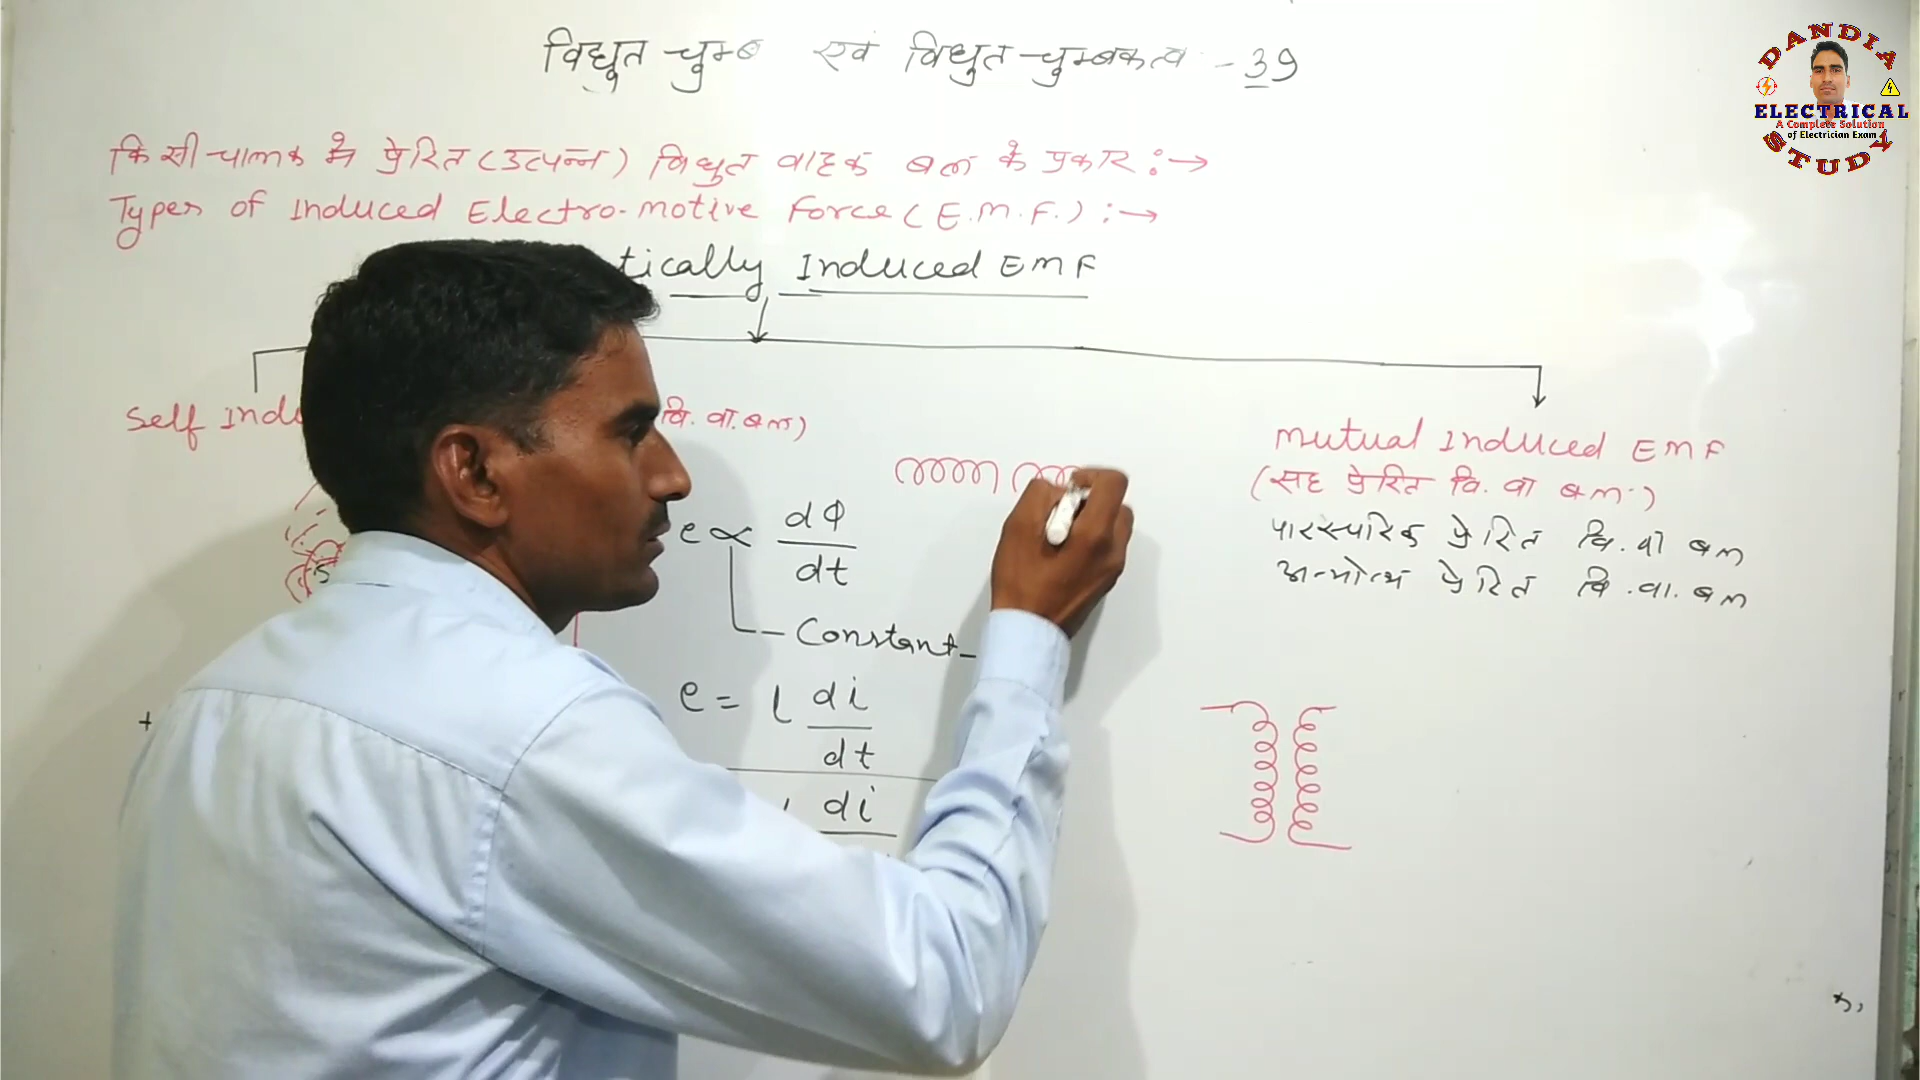 विद्युत चुम्ब एवं विद्युत-चुम्बकत्व - 39
किसी चालक में प्रेरित (उत्पन्न) विद्युत वाहक बल के प्रकार :→
Types of Induced Electro-motive Force (E.M.F.) :→
tically Induced EMF
Self Indu
वि. वा. बल)
e ∝ dΦ
dt
Constant
e = L di
dt
di
mutual Induced EMF
(सह प्रेरित वि. वा बल)
पारस्परिक प्रेरित वि. वा बल
अन्योन्य प्रेरित वि. वा. बल
+
DANDIA
ELECTRICAL
A Complete Solution
of Electrician Exam
STUDY